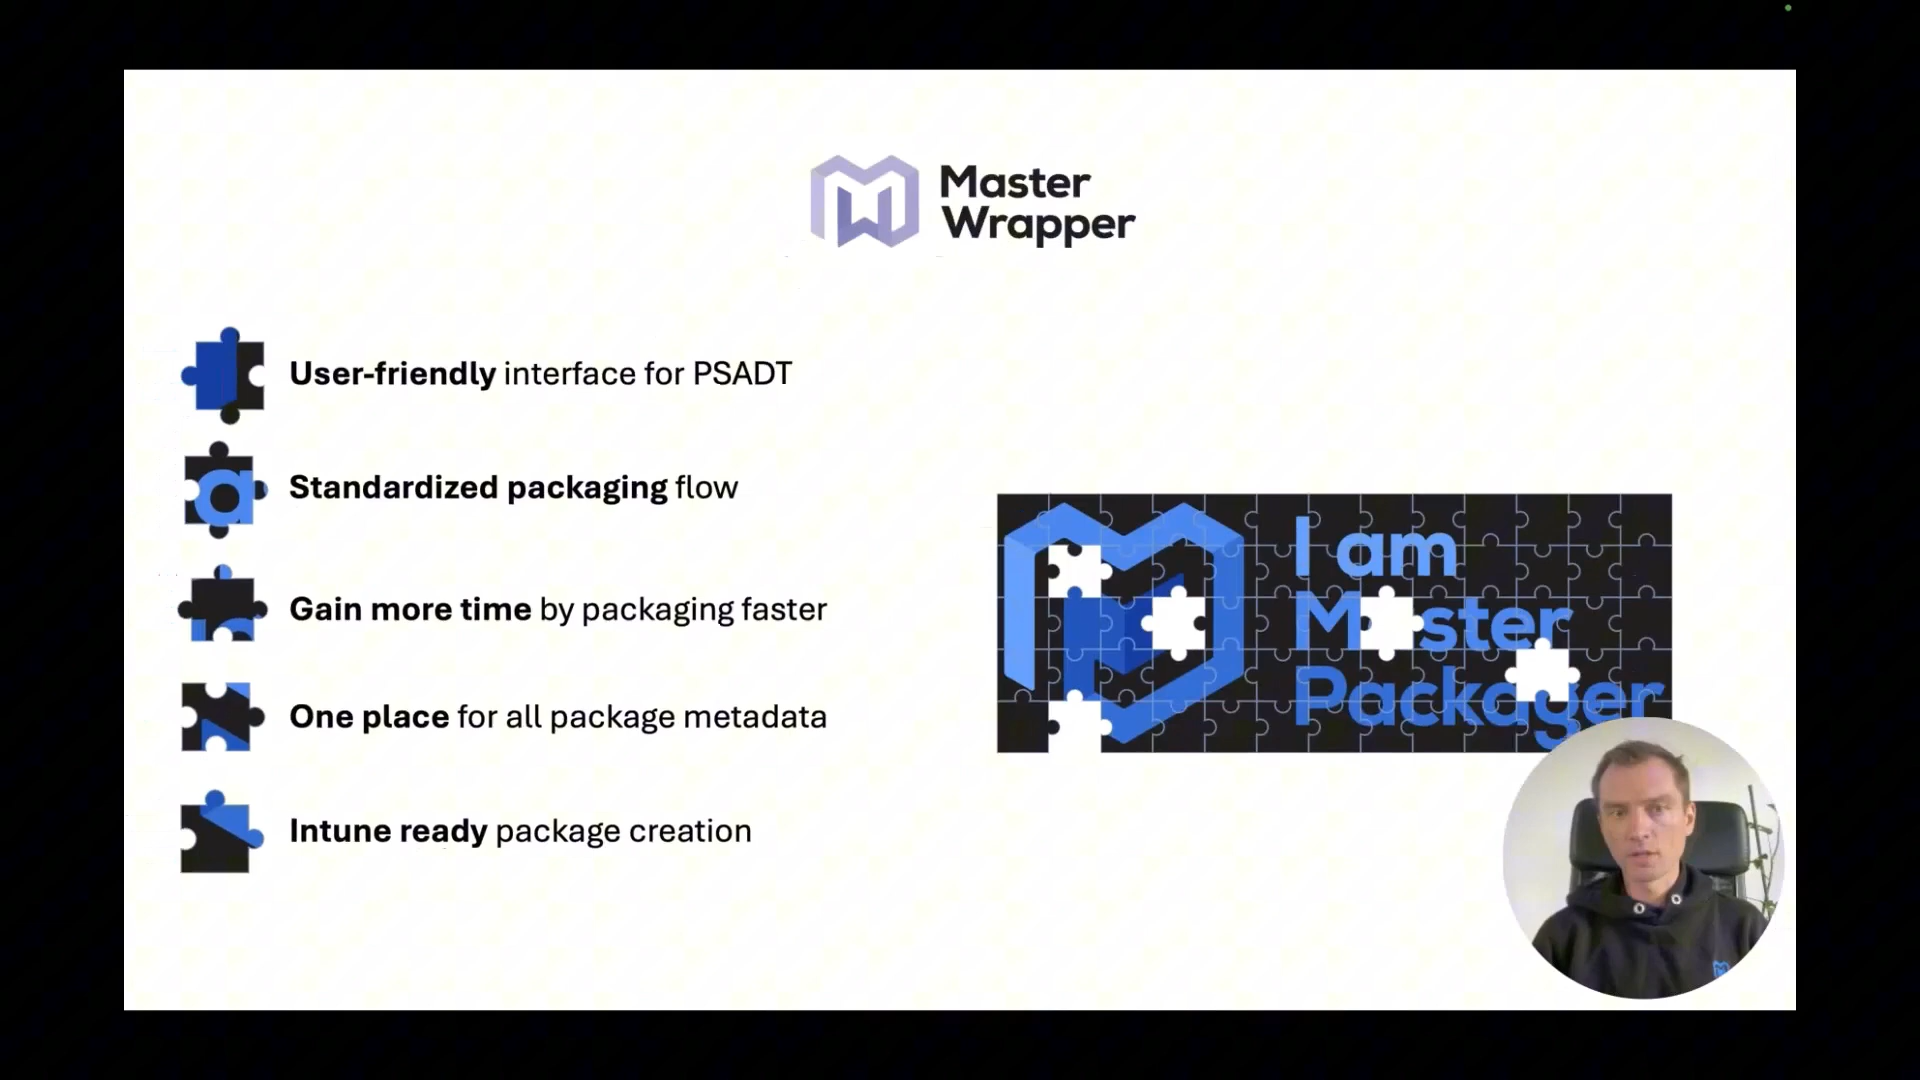 Master
Wrapper
User-friendly interface for PSADT
Standardized packaging flow
Gain more time by packaging faster
One place for all package metadata
Intune ready package creation
I am
M ster
Packager